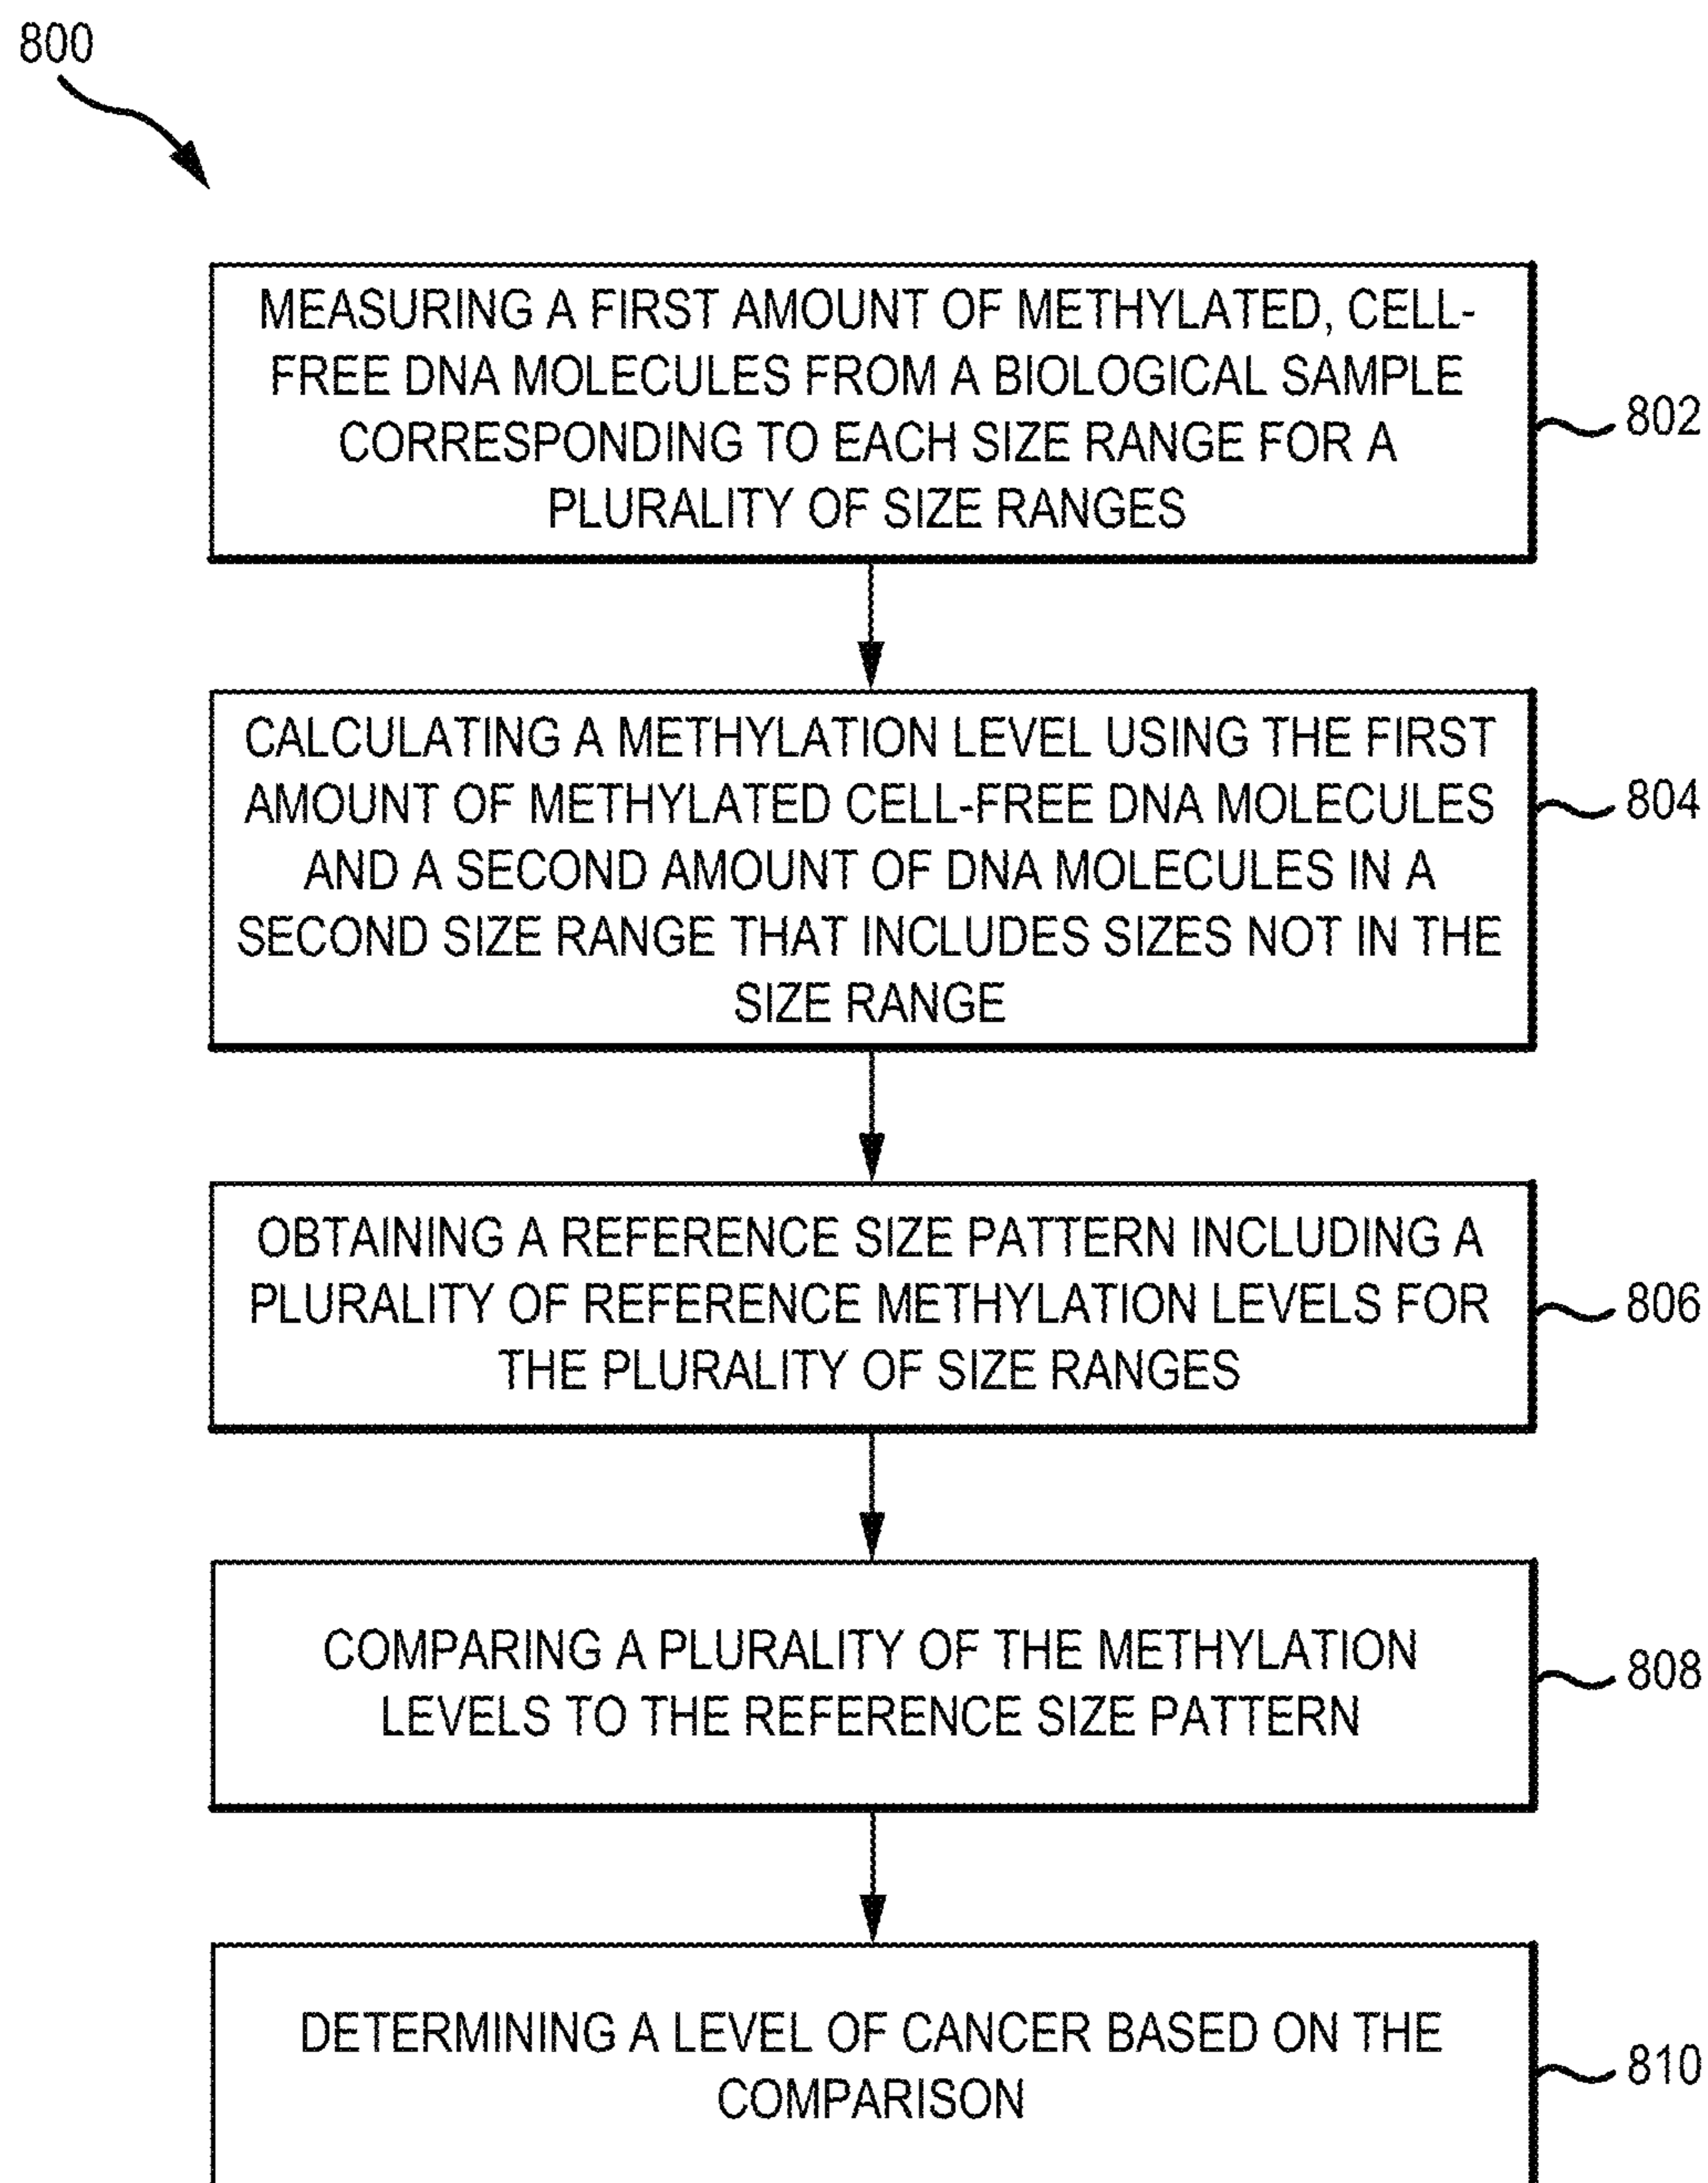 800
MEASURING A FIRST AMOUNT OF METHYLATED, CELL-
FREE DNA MOLECULES FROM A BIOLOGICAL SAMPLE
CORRESPONDING TO EACH SIZE RANGE FOR A
PLURALITY OF SIZE RANGES
802
CALCULATING A METHYLATION LEVEL USING THE FIRST
AMOUNT OF METHYLATED CELL-FREE DNA MOLECULES
AND A SECOND AMOUNT OF DNA MOLECULES IN A
SECOND SIZE RANGE THAT INCLUDES SIZES NOT IN THE
SIZE RANGE
804
OBTAINING A REFERENCE SIZE PATTERN INCLUDING A
PLURALITY OF REFERENCE METHYLATION LEVELS FOR
THE PLURALITY OF SIZE RANGES
806
COMPARING A PLURALITY OF THE METHYLATION
LEVELS TO THE REFERENCE SIZE PATTERN
808
DETERMINING A LEVEL OF CANCER BASED ON THE
COMPARISON
810